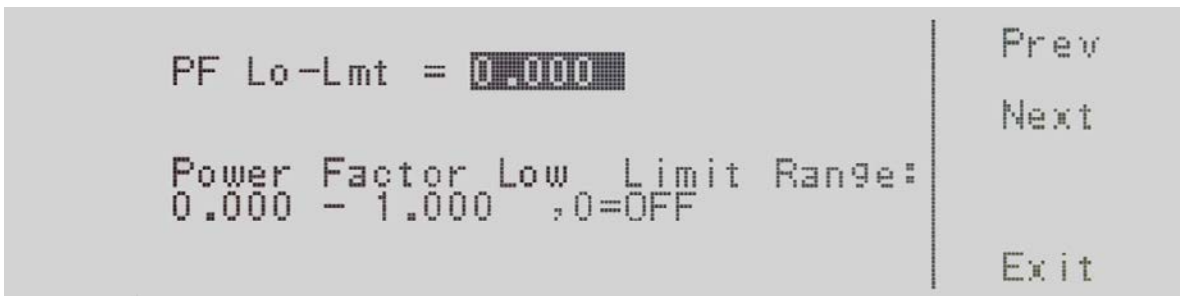 PF Lo-Lmt = 0.000
Power Factor Low Limit Range:
0.000 - 1.000 ,0=OFF
Prev
Next
Exit